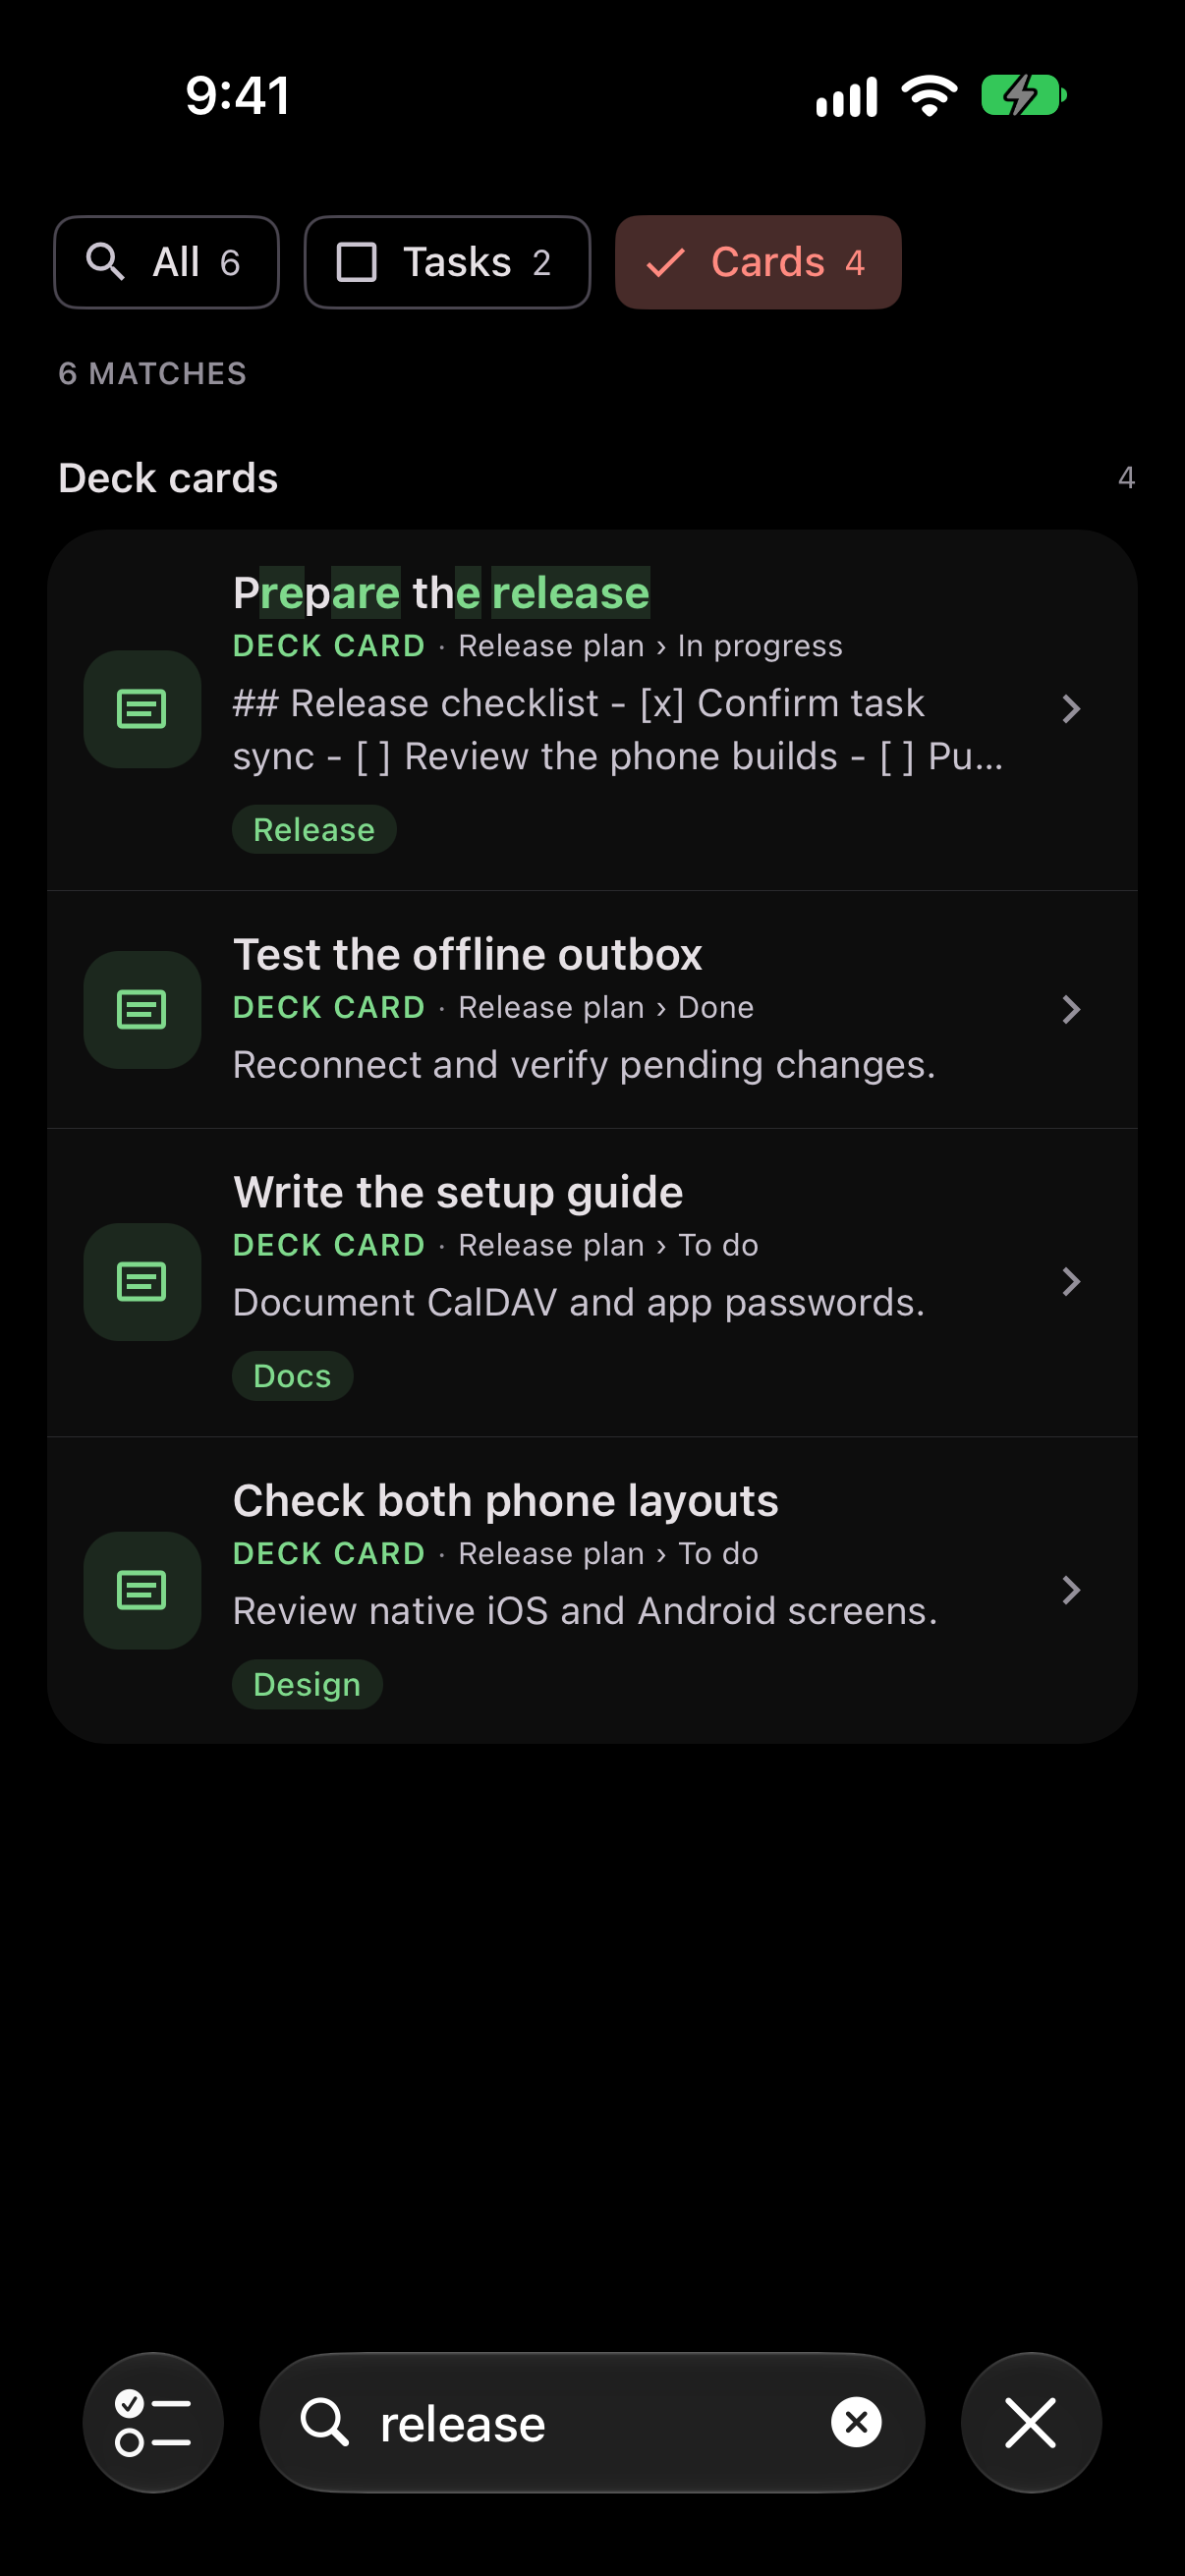 9:41
All 6 Tasks 2 Cards 4
6 MATCHES
Deck cards 4
Prepare the release
DECK CARD · Release plan › In progress
## Release checklist - [x] Confirm task
sync - [ ] Review the phone builds - [ ] Pu...
Release
Test the offline outbox
DECK CARD · Release plan › Done
Reconnect and verify pending changes.
Write the setup guide
DECK CARD · Release plan › To do
Document CalDAV and app passwords.
Docs
Check both phone layouts
DECK CARD · Release plan › To do
Review native iOS and Android screens.
Design
release